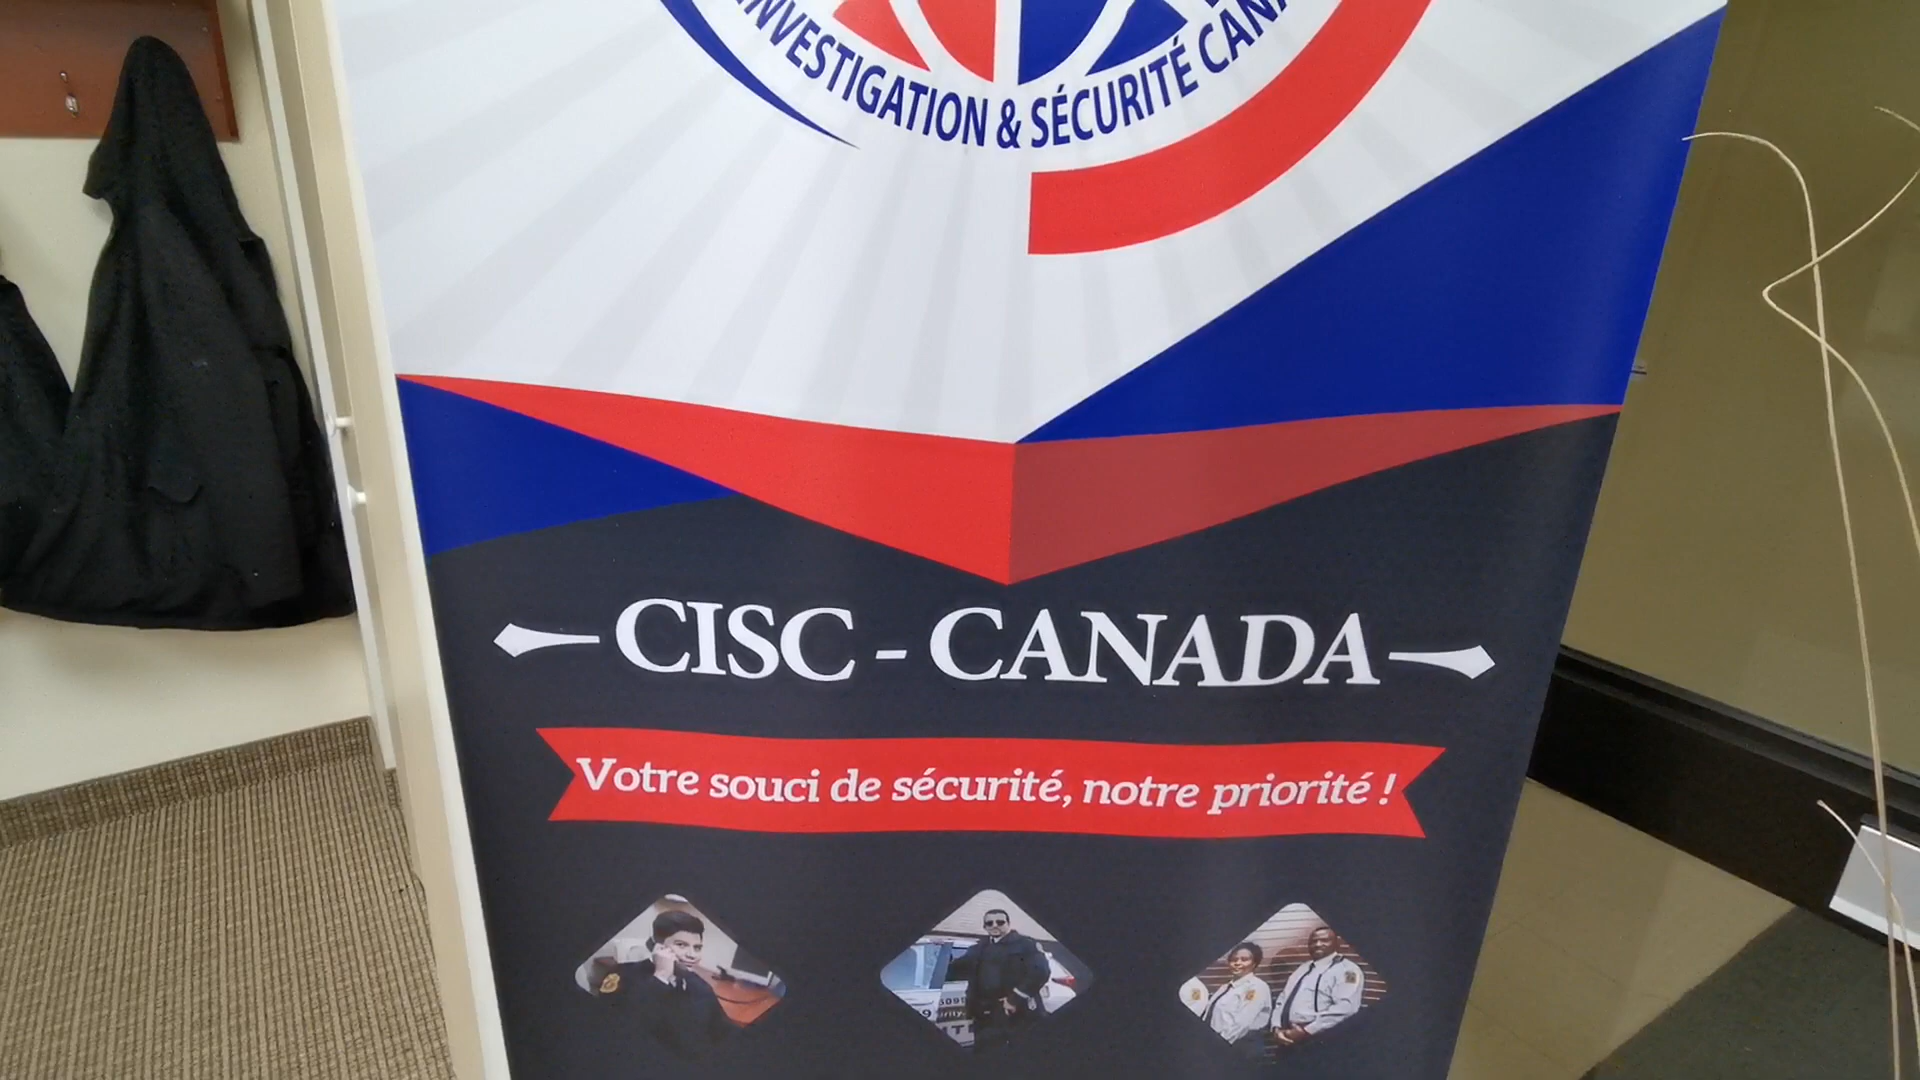 INVESTIGATION & SÉCURITÉ
CISC - CANADA
Votre souci de sécurité, notre priorité !